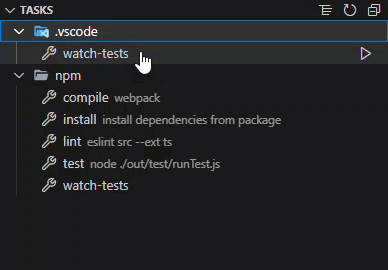 TASKS
.vscode
watch-tests
npm
compile webpack
install install dependencies from package
lint eslint src --ext ts
test node ./out/test/runTest.js
watch-tests